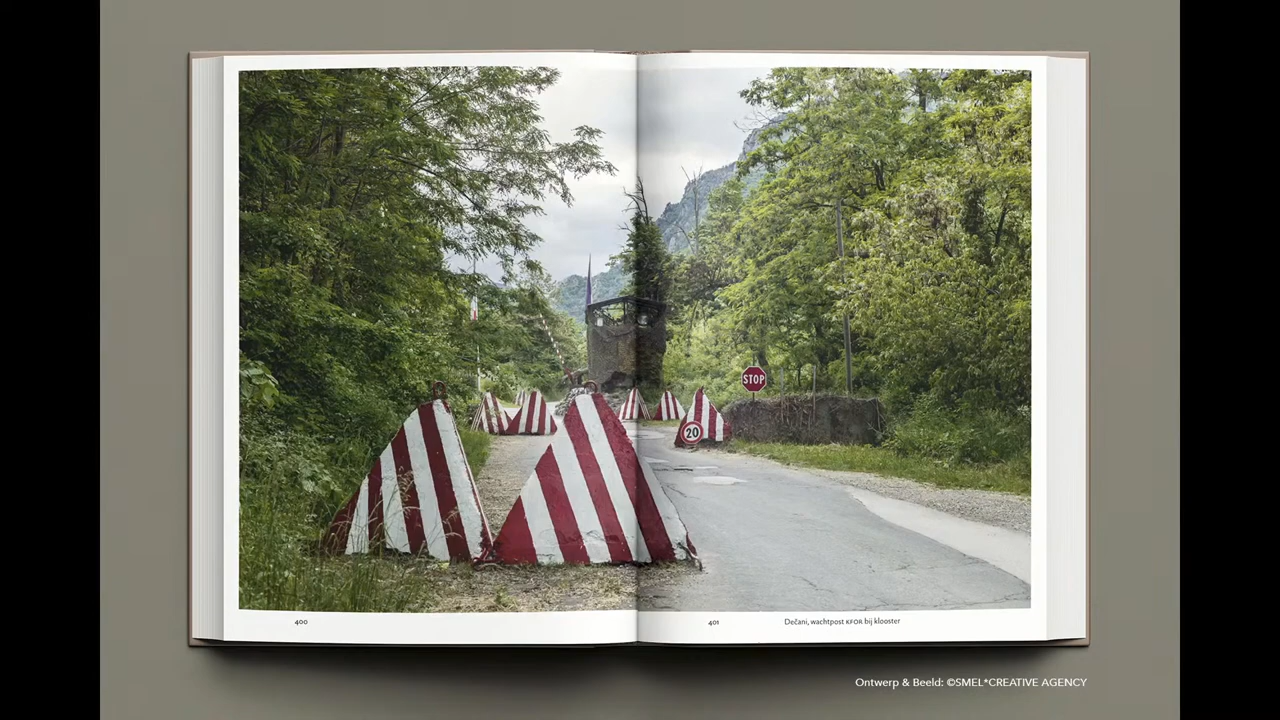 STOP
20
400
401
Dečani, wachtpost KFOR bij klooster
Ontwerp & Beeld: ©SMEL*CREATIVE AGENCY